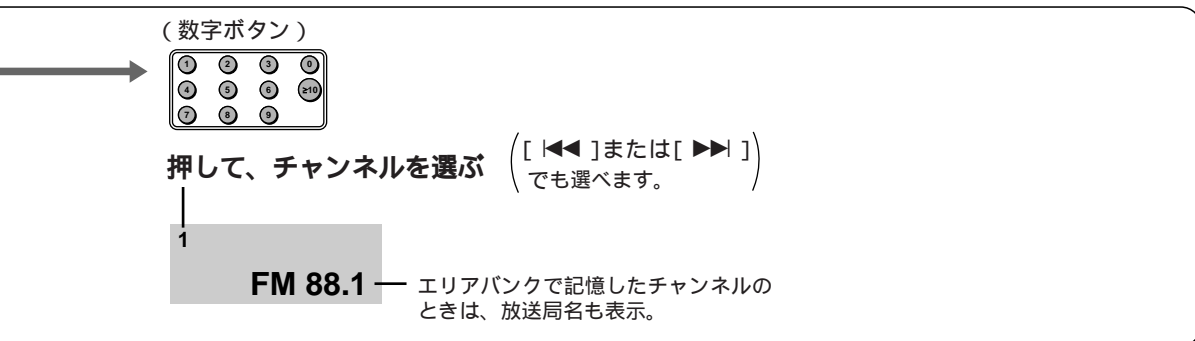 (数字ボタン)
1 2 3 0
4 5 6 ≥10
7 8 9
押して、チャンネルを選ぶ
([ |◀◀ ]または[ ▶▶| ]
でも選べます。)
1
FM 88.1
エリアバンクで記憶したチャンネルの
ときは、放送局名も表示。